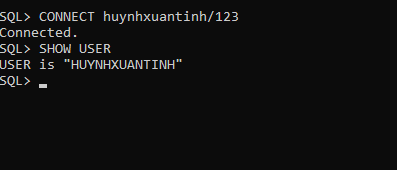 SQL> CONNECT huynhxuantinh/123
Connected.
SQL> SHOW USER
USER is "HUYNHXUANTINH"
SQL>